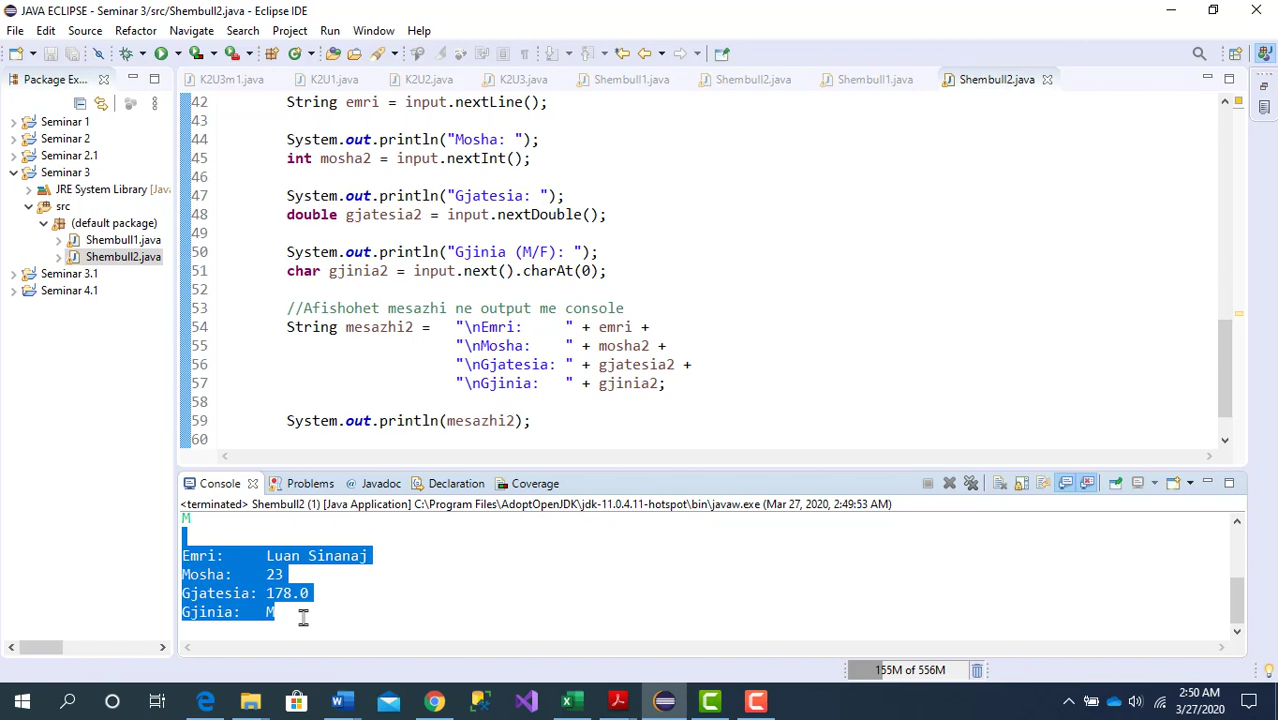 JAVA ECLIPSE - Seminar 3/src/Shembull2.java - Eclipse IDE
File Edit Source Refactor Navigate Search Project Run Window Help
Package Ex...
K2U3m1.java K2U1.java K2U2.java K2U3.java Shembull1.java Shembull2.java Shembull1.java Shembull2.java
Seminar 1
Seminar 2
Seminar 2.1
Seminar 3
JRE System Library [Java
src
(default package)
Shembull1.java
Shembull2.java
Seminar 3.1
Seminar 4.1
42 String emri = input.nextLine();
43
44 System.out.println("Mosha: ");
45 int mosha2 = input.nextInt();
46
47 System.out.println("Gjatesia: ");
48 double gjatesia2 = input.nextDouble();
49
50 System.out.println("Gjinia (M/F): ");
51 char gjinia2 = input.next().charAt(0);
52
53 //Afishohet mesazhi ne output me console
54 String mesazhi2 = "\nEmri: " + emri +
55 "\nMosha: " + mosha2 +
56 "\nGjatesia: " + gjatesia2 +
57 "\nGjinia: " + gjinia2;
58
59 System.out.println(mesazhi2);
60
Console Problems @ Javadoc Declaration Coverage
<terminated> Shembull2 (1) [Java Application] C:\Program Files\AdoptOpenJDK\jdk-11.0.4.11-hotspot\bin\javaw.exe (Mar 27, 2020, 2:49:53 AM)
M
Emri: Luan Sinanaj
Mosha: 23
Gjatesia: 178.0
Gjinia: M
155M of 556M
2:50 AM
3/27/2020